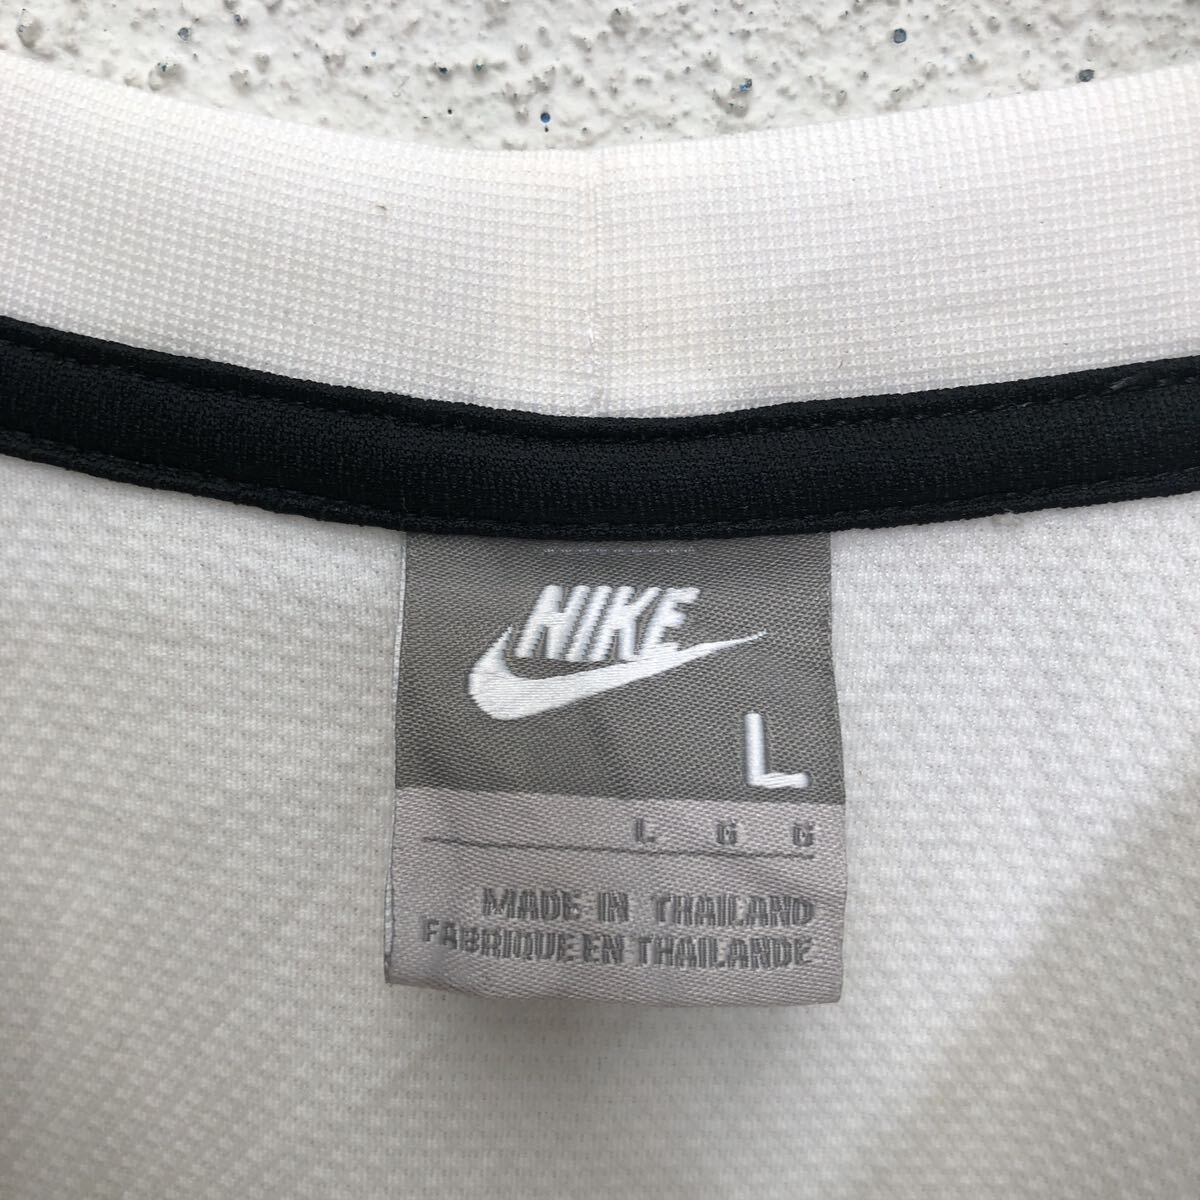 NIKE
L
L G G
MADE IN THAILAND
FABRIQUE EN THAILANDE